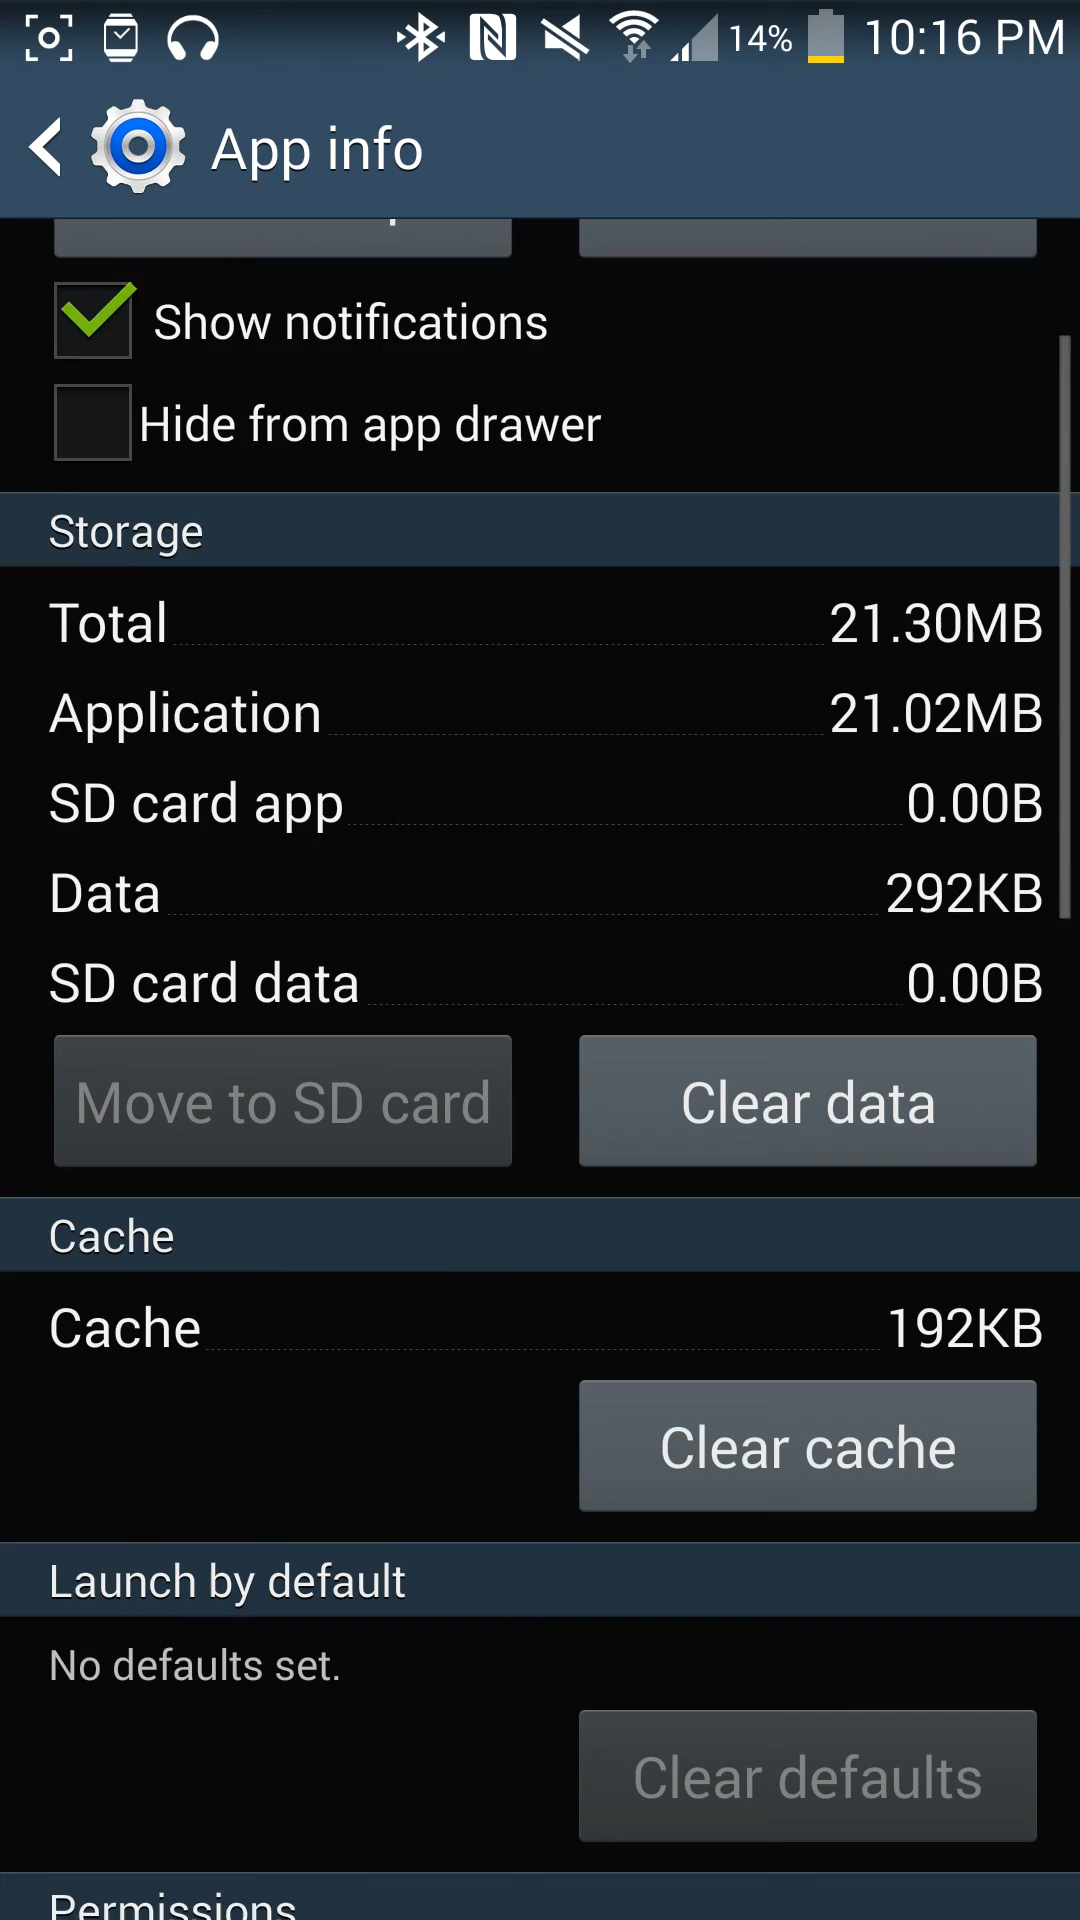 14% 10:16 PM
App info
Show notifications
Hide from app drawer
Storage
Total 21.30MB
Application 21.02MB
SD card app 0.00B
Data 292KB
SD card data 0.00B
Move to SD card Clear data
Cache
Cache 192KB
Clear cache
Launch by default
No defaults set.
Clear defaults
Permissions